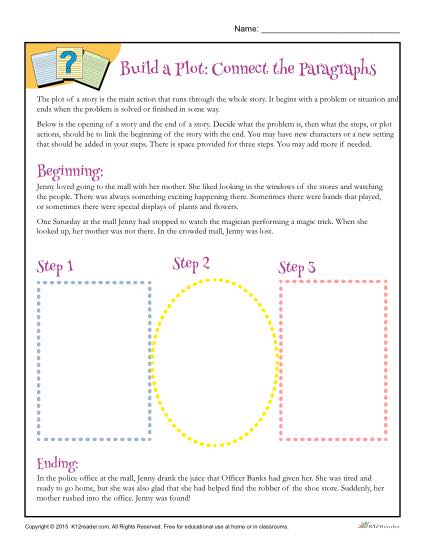 Name: ____________________
?
Build a Plot: Connect the Paragraphs
The plot of a story is the main action that runs through the whole story. It begins with a problem or situation and
ends when the problem is solved or finished in some way.
Below is the opening of a story and the end of a story. Decide what the problem is, then what the steps, or plot
actions, should be to link the beginning of the story with the end. You may have new characters or a new setting
that should be added in your steps. There is space provided for three steps. You may add more if needed.
Beginning:
Jenny loved going to the mall with her mother. She liked looking in the windows of the stores and watching
the people. There was always something exciting happening there. Sometimes there were bands that played,
or sometimes there were special displays of plants and flowers.
One Saturday at the mall Jenny had stopped to watch the magician performing a magic trick. When she
looked up, her mother was not there. In the crowded mall, Jenny was lost.
Step 1
Step 2
Step 3
Ending:
In the police office at the mall, Jenny drank the juice that Officer Banks had given her. She was tired and
ready to go home, but she was also glad that she had helped find the robber of the shoe store. Suddenly, her
mother rushed into the office. Jenny was found!
Copyright © 2015 K12reader.com. All Rights Reserved. Free for educational use at home or in classrooms.
K12Reader